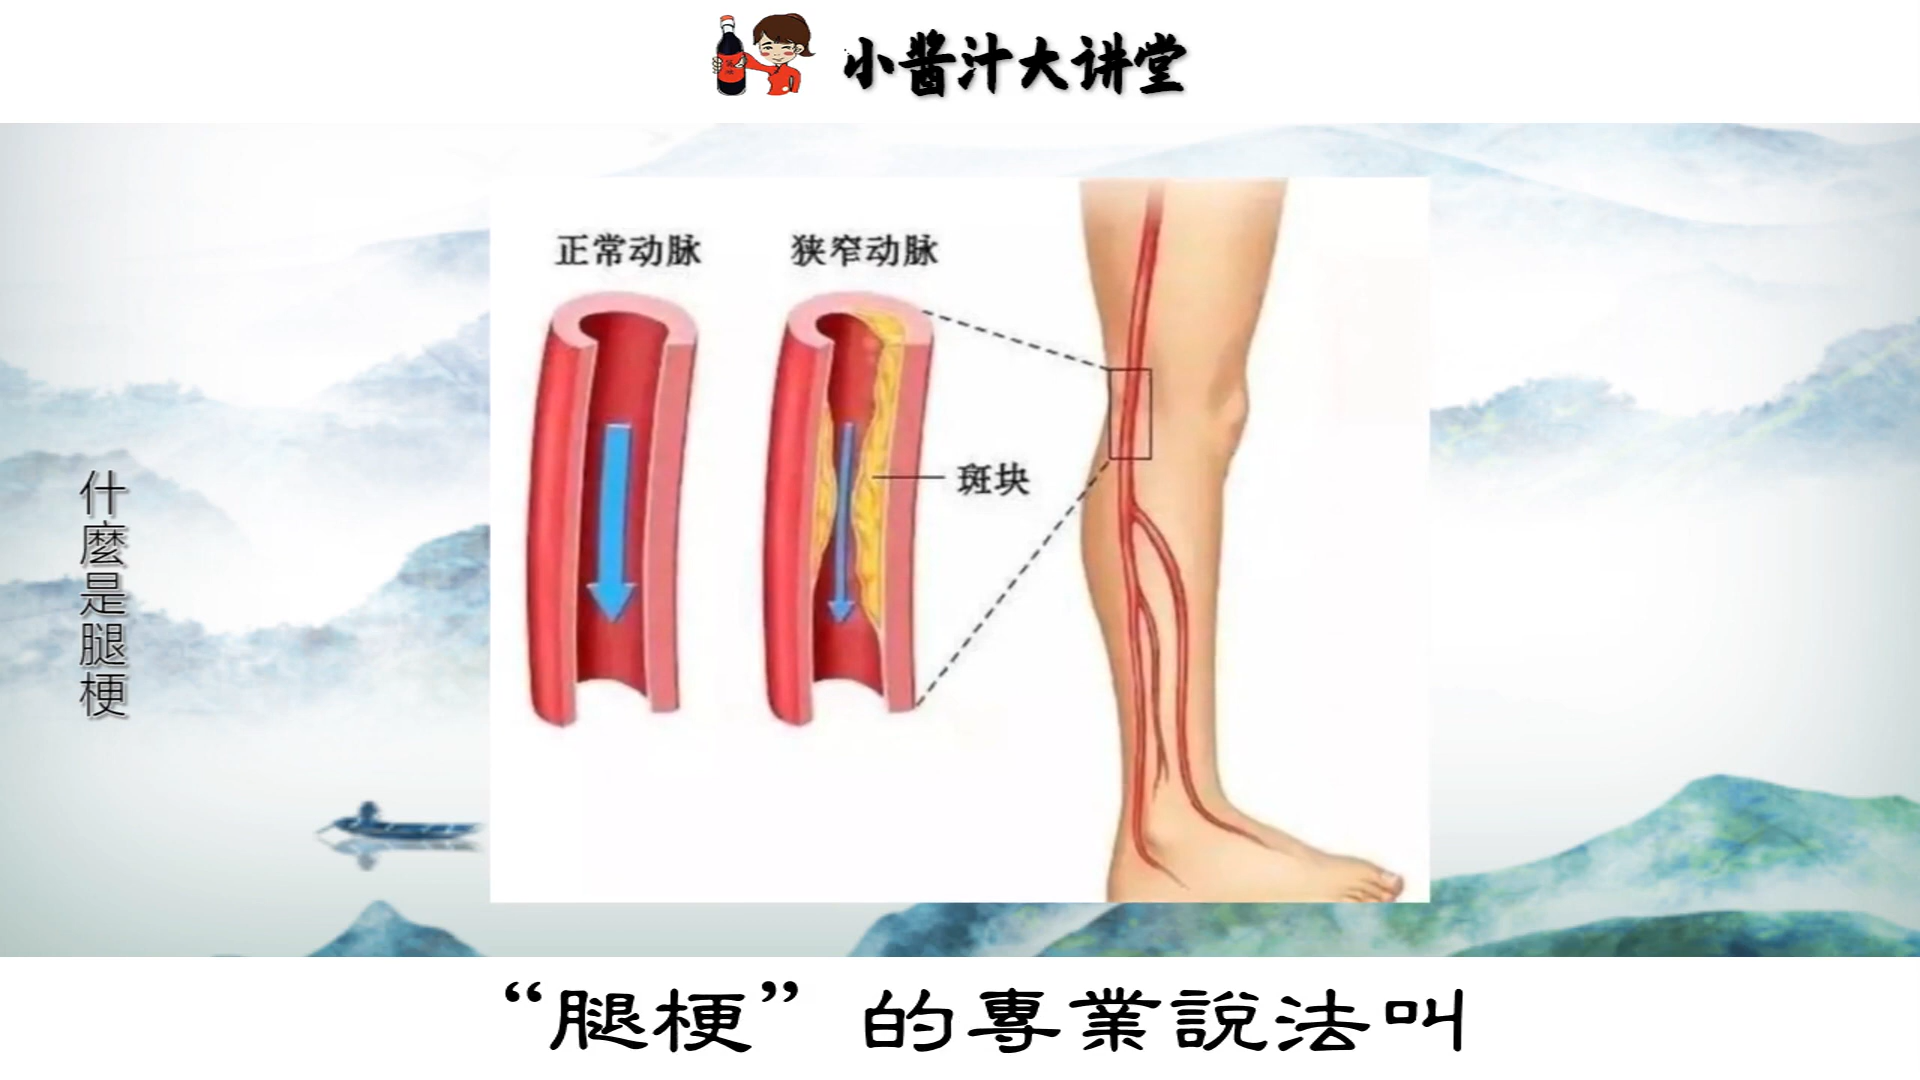 小酱汁大讲堂
正常动脉
狭窄动脉
斑块
什麼是腿梗
“腿梗”的專業說法叫